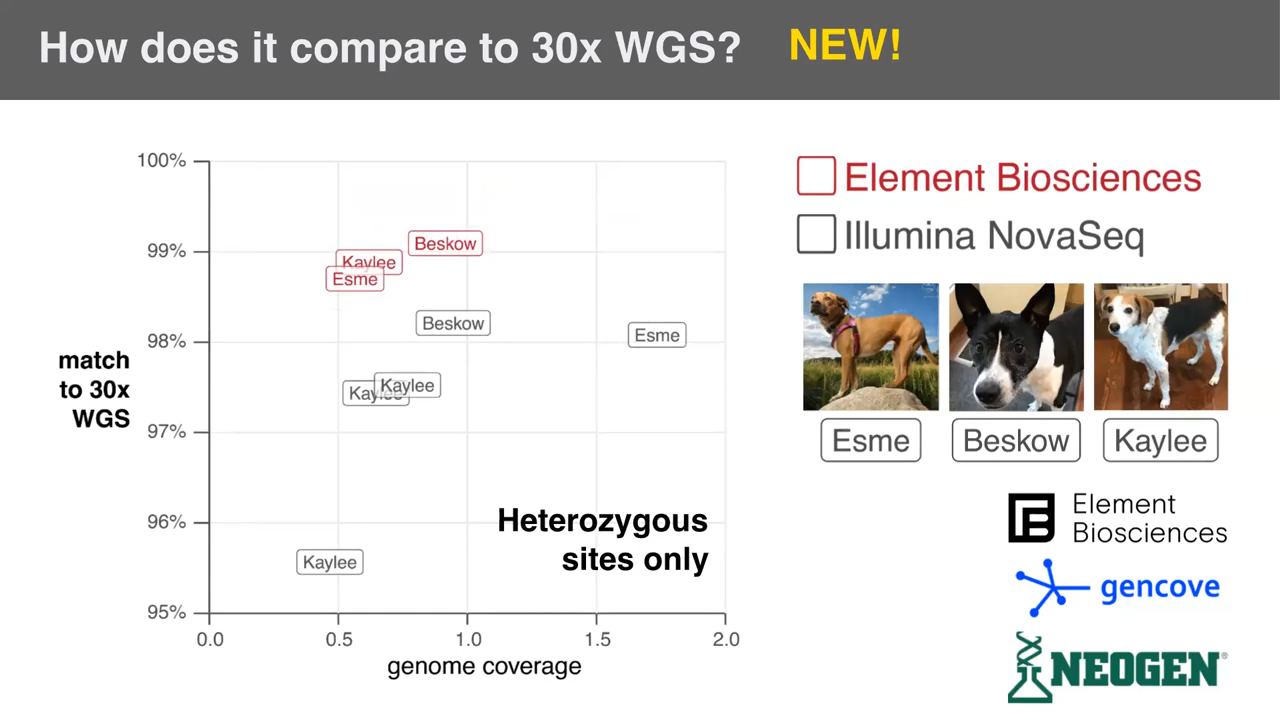 How does it compare to 30x WGS? NEW!
100%
99%
98%
97%
96%
95%
match
to 30x
WGS
Beskow
Kaylee
Esme
Beskow
Esme
Kaylee
Kaylee
Kaylee
Heterozygous
sites only
0.0 0.5 1.0 1.5 2.0
genome coverage
Element Biosciences
Illumina NovaSeq
Esme Beskow Kaylee
Element
Biosciences
gencove
NEOGEN®